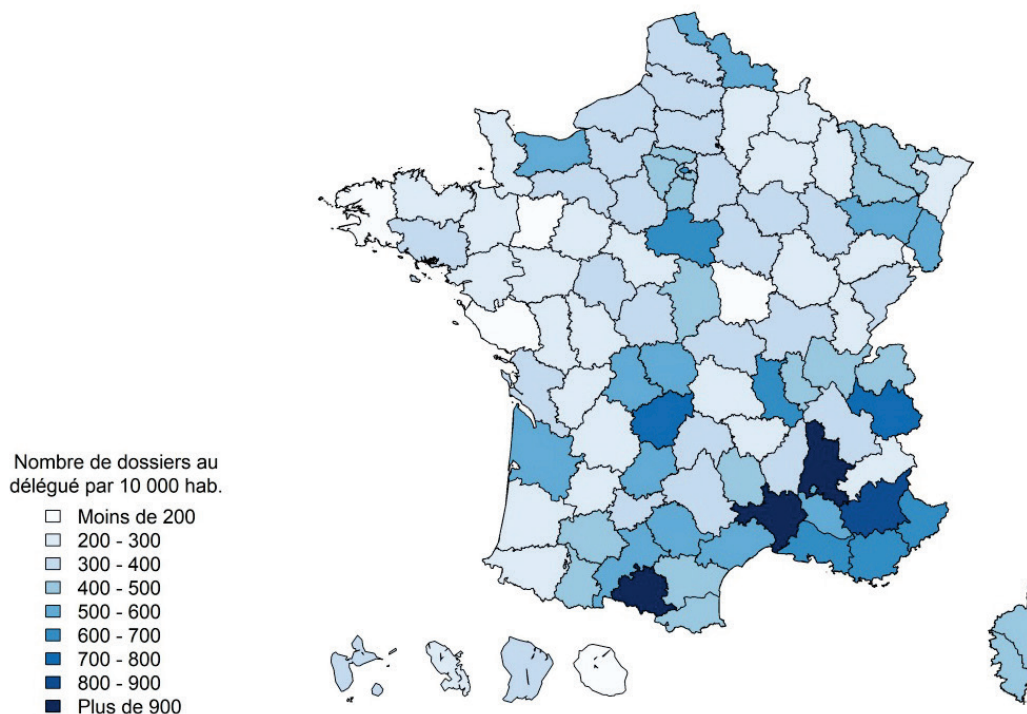 Nombre de dossiers au
délégué par 10 000 hab.
Moins de 200
200 - 300
300 - 400
400 - 500
500 - 600
600 - 700
700 - 800
800 - 900
Plus de 900